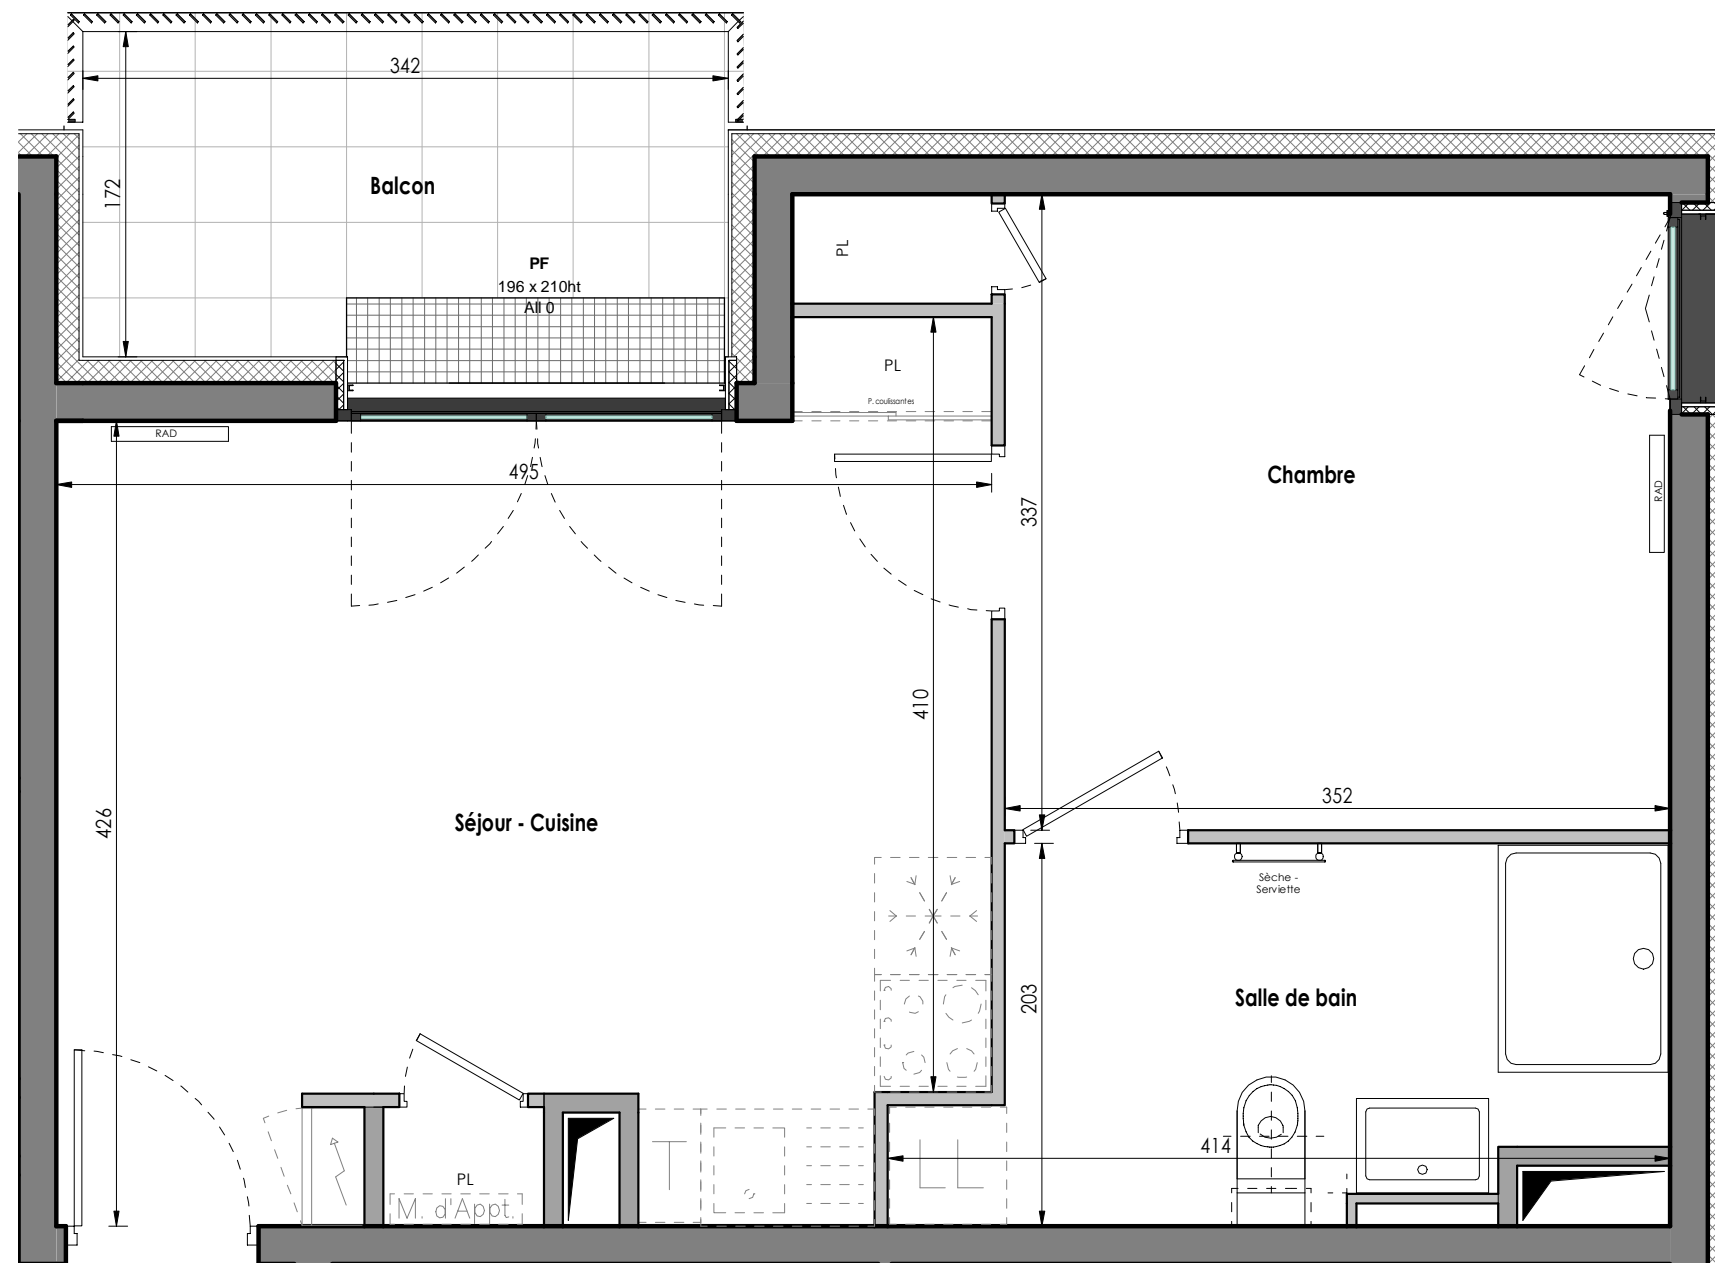 342
172
Balcon
PF
196 x 210ht
All 0
PL
PL
P. coulissantes
RAD
495
Chambre
RAD
337
410
426
Séjour - Cuisine
352
Sèche -
Serviette
203
Salle de bain
414
T
LL
PL
M. d'Appt.